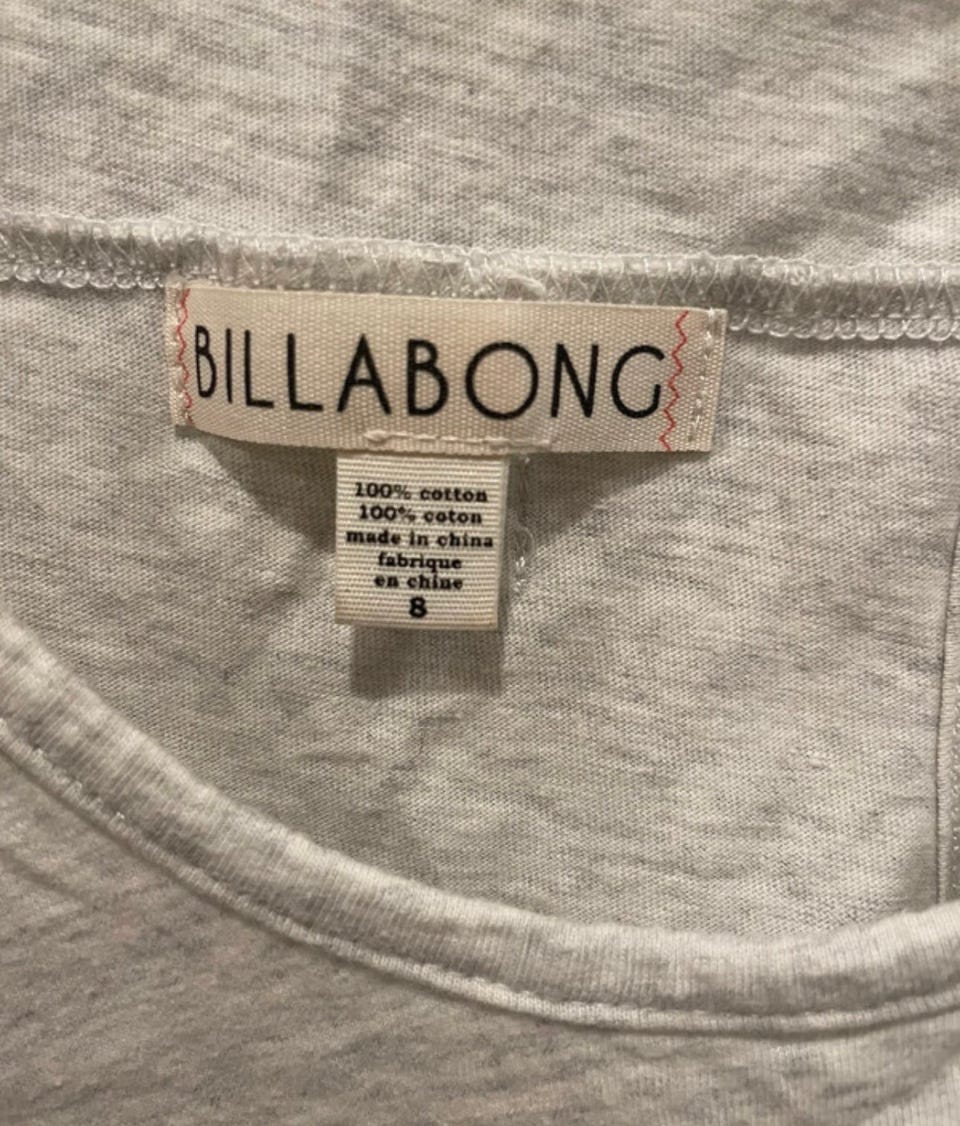 BILLABONG
100% cotton
100% coton
made in china
fabrique
en chine
8